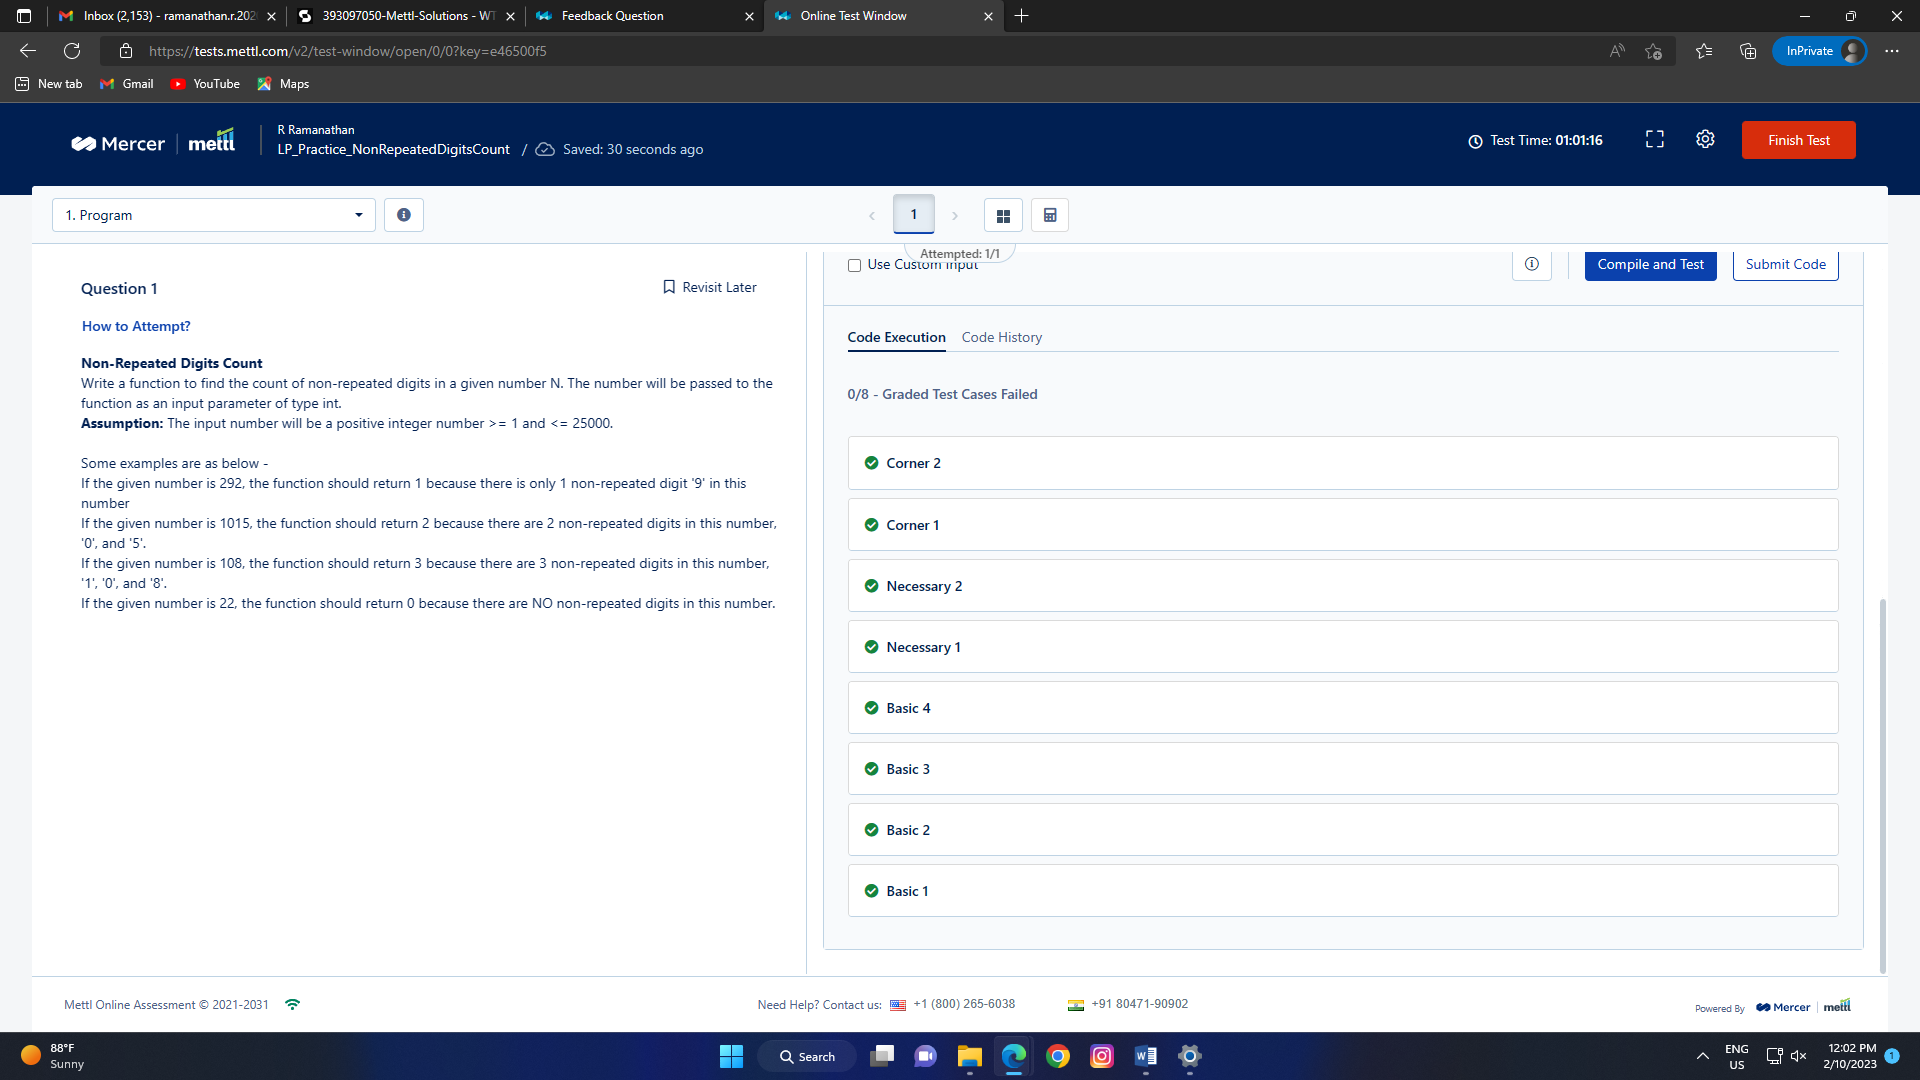 Inbox (2,153) - ramanathan.r.202
393097050-Mettl-Solutions - WT
Feedback Question
Online Test Window
https://tests.mettl.com/v2/test-window/open/0/0?key=e46500f5
InPrivate
New tab
Gmail
YouTube
Maps
Mercer | mettl
R Ramanathan
LP_Practice_NonRepeatedDigitsCount / Saved: 30 seconds ago
Test Time: 01:01:16
Finish Test
1. Program
1
Attempted: 1/1
Question 1
Revisit Later
How to Attempt?
Non-Repeated Digits Count
Write a function to find the count of non-repeated digits in a given number N. The number will be passed to the
function as an input parameter of type int.
Assumption: The input number will be a positive integer number >= 1 and <= 25000.
Some examples are as below -
If the given number is 292, the function should return 1 because there is only 1 non-repeated digit '9' in this
number
If the given number is 1015, the function should return 2 because there are 2 non-repeated digits in this number,
'0', and '5'.
If the given number is 108, the function should return 3 because there are 3 non-repeated digits in this number,
'1', '0', and '8'.
If the given number is 22, the function should return 0 because there are NO non-repeated digits in this number.
Use Custom Input
Compile and Test
Submit Code
Code Execution
Code History
0/8 - Graded Test Cases Failed
Corner 2
Corner 1
Necessary 2
Necessary 1
Basic 4
Basic 3
Basic 2
Basic 1
Mettl Online Assessment © 2021-2031
Need Help? Contact us: +1 (800) 265-6038
+91 80471-90902
Powered By Mercer | mettl
88°F
Sunny
Search
ENG
US
12:02 PM
2/10/2023
1